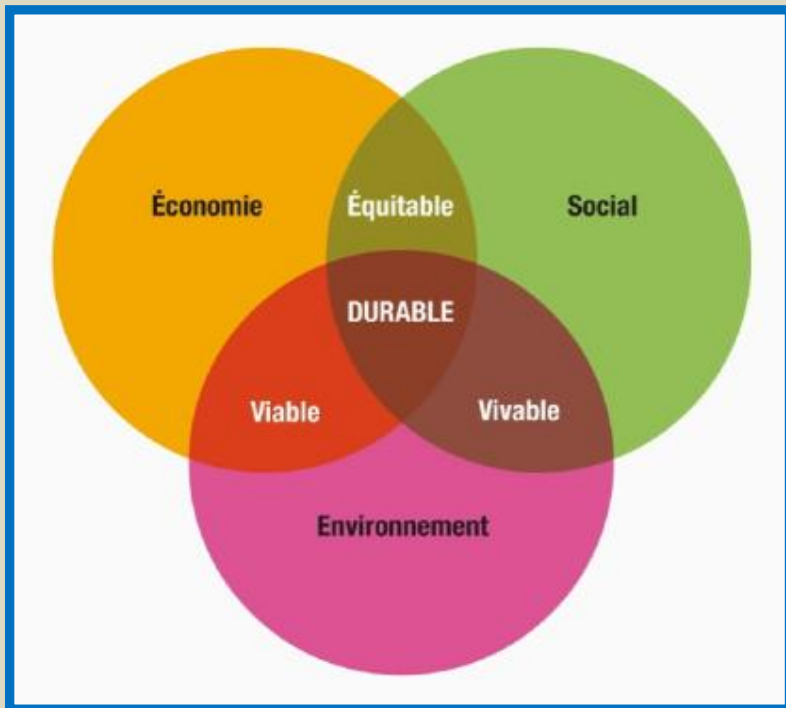 Économie
Équitable
Social
DURABLE
Viable
Vivable
Environnement